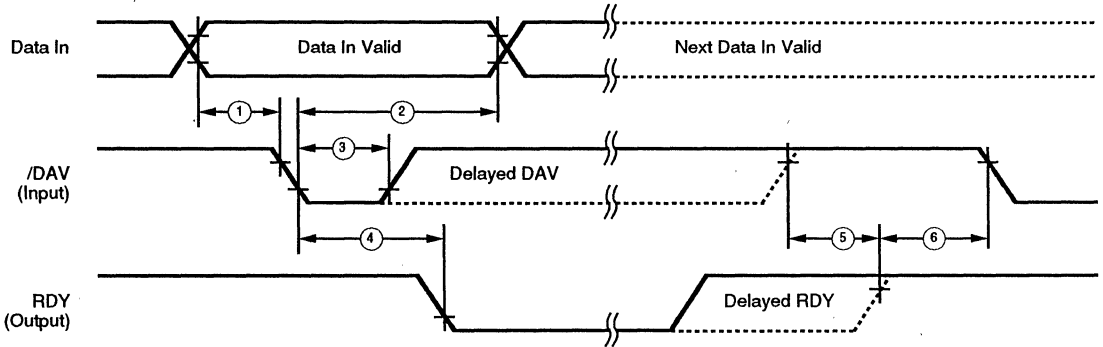 Data In
Data In Valid
Next Data In Valid
1
2
3
/DAV
(Input)
Delayed DAV
4
5
6
RDY
(Output)
Delayed RDY